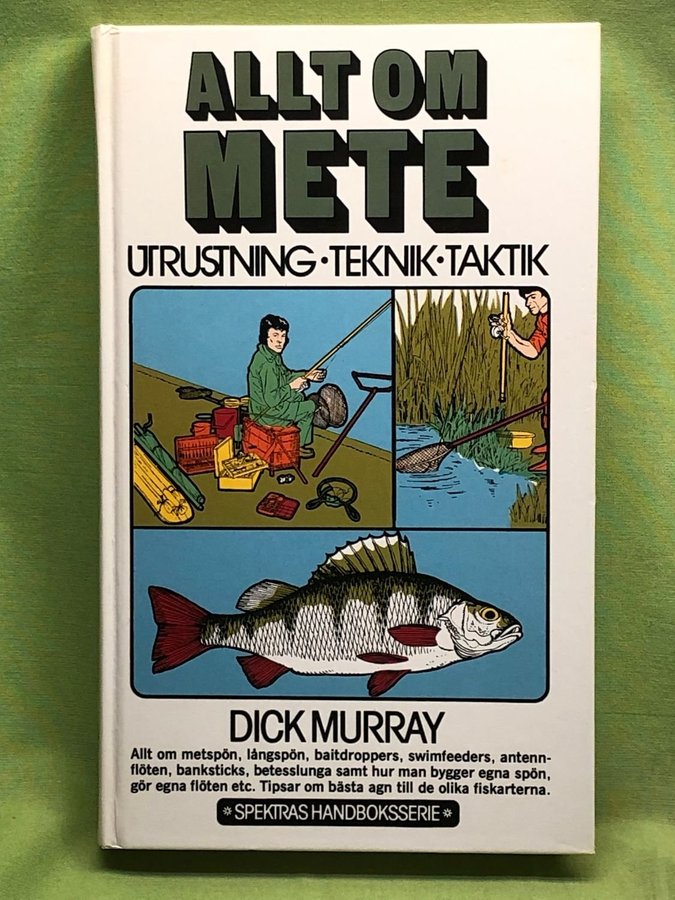 ALLT OM
METE
UTRUSTNING•TEKNIK•TAKTIK
DICK MURRAY
Allt om metspön, långspön, baitdroppers, swimfeeders, antenn-
flöten, banksticks, betesslunga samt hur man bygger egna spön,
gör egna flöten etc. Tipsar om bästa agn till de olika fiskarterna.
* SPEKTRAS HANDBOKSSERIE *